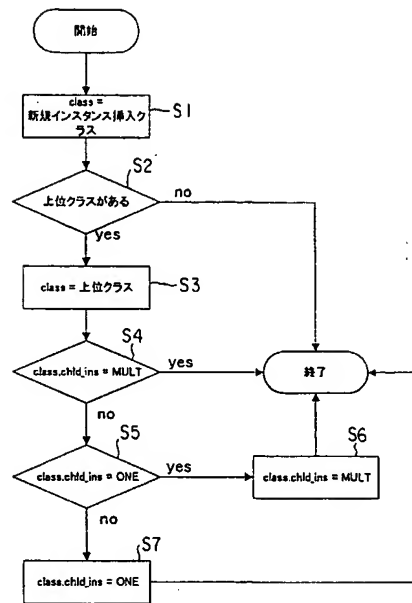 開始
class =
新規インスタンス挿入ク
ラス
S1
S2
上位クラスがある
no
yes
class = 上位クラス
S3
S4
class.chld_ins = MULT
yes
終了
no
S5
class.chld_ins = ONE
yes
S6
class.chld_ins = MULT
no
S7
class.chld_ins = ONE